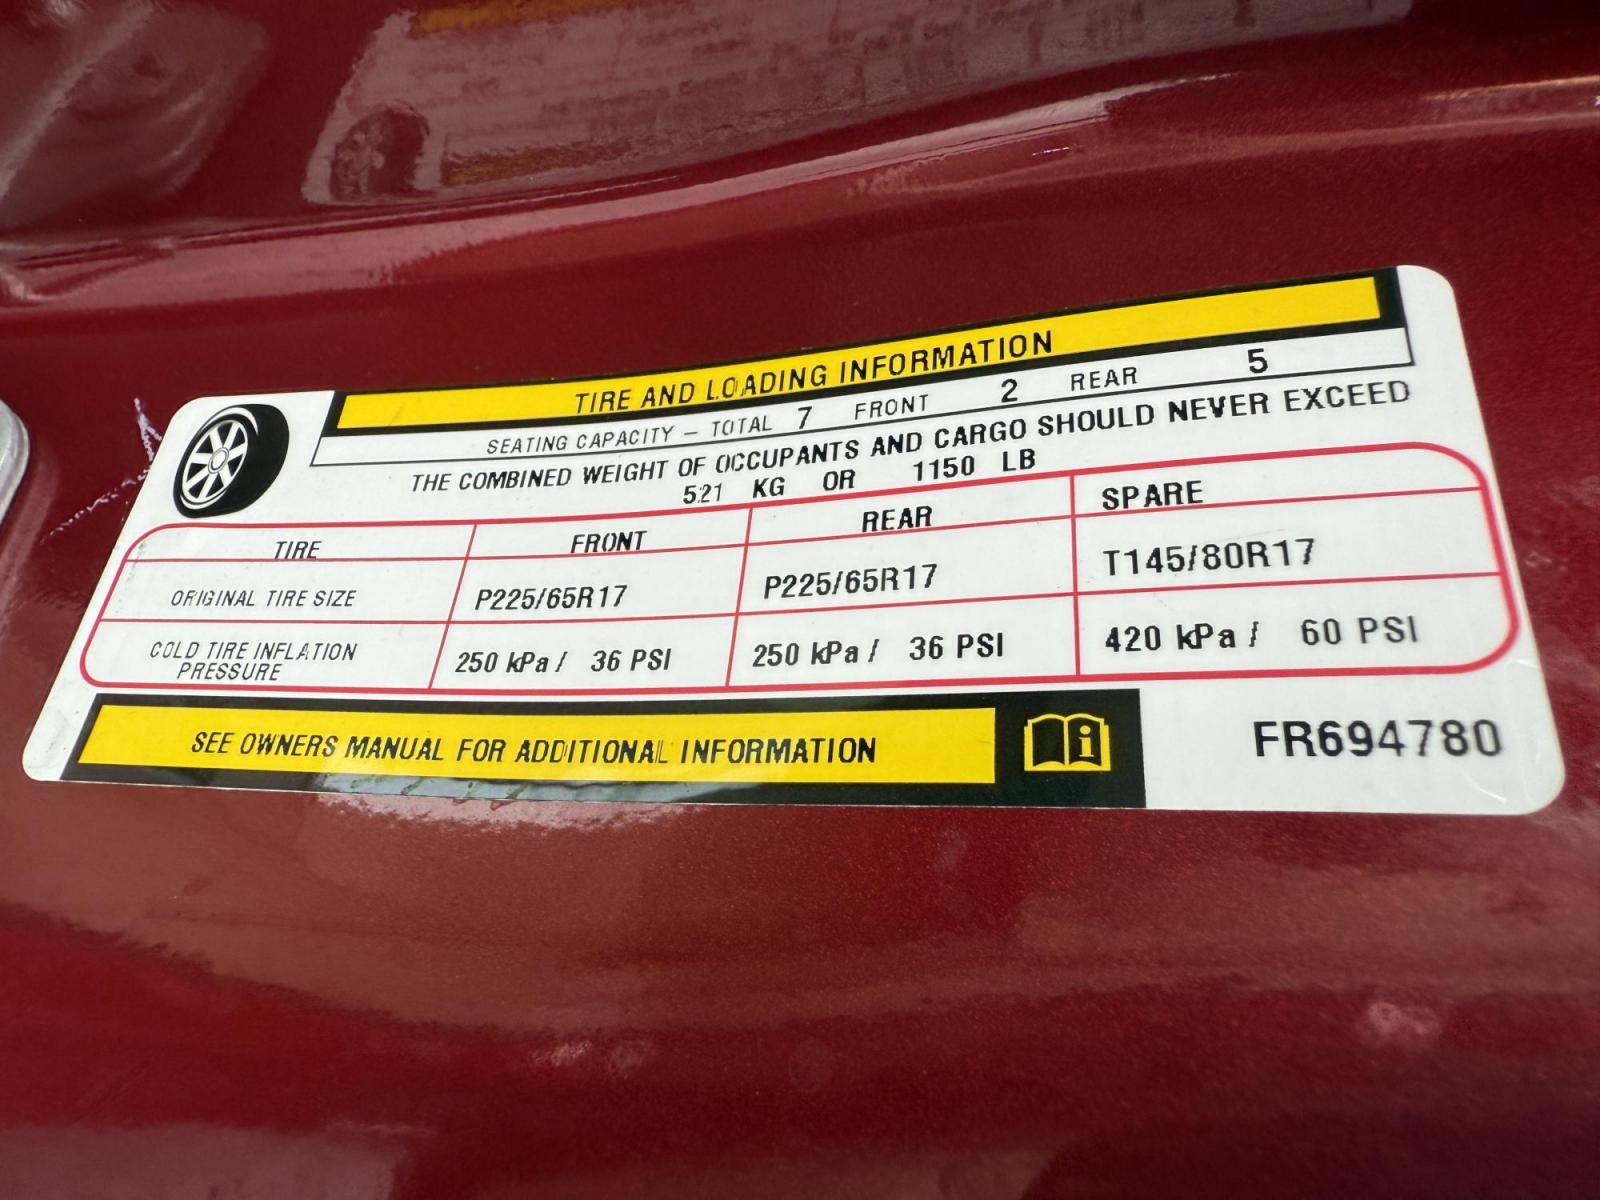 TIRE AND LOADING INFORMATION
SEATING CAPACITY – TOTAL 7 FRONT 2 REAR 5
THE COMBINED WEIGHT OF OCCUPANTS AND CARGO SHOULD NEVER EXCEED
521 KG OR 1150 LB
TIRE FRONT REAR SPARE
ORIGINAL TIRE SIZE P225/65R17 P225/65R17 T145/80R17
COLD TIRE INFLATION
PRESSURE 250 kPa / 36 PSI 250 kPa / 36 PSI 420 kPa / 60 PSI
SEE OWNERS MANUAL FOR ADDITIONAL INFORMATION
FR694780